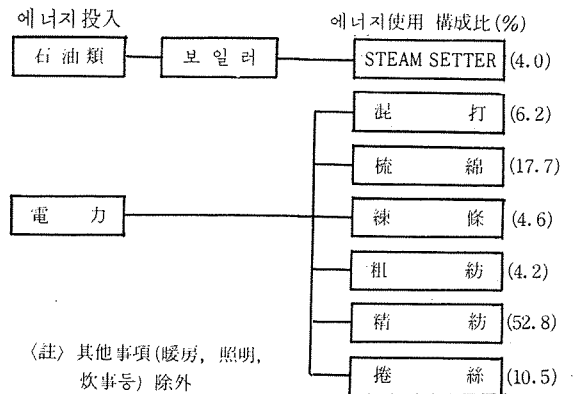 에너지投入
에너지使用 構成比(%)
石油類
보일러
STEAM SETTER (4.0)
混打 (6.2)
梳綿 (17.7)
電力
練條 (4.6)
粗紡 (4.2)
精紡 (52.8)
〈註〉 其他事項(暖房, 照明,
炊事등) 除外
捲絲 (10.5)